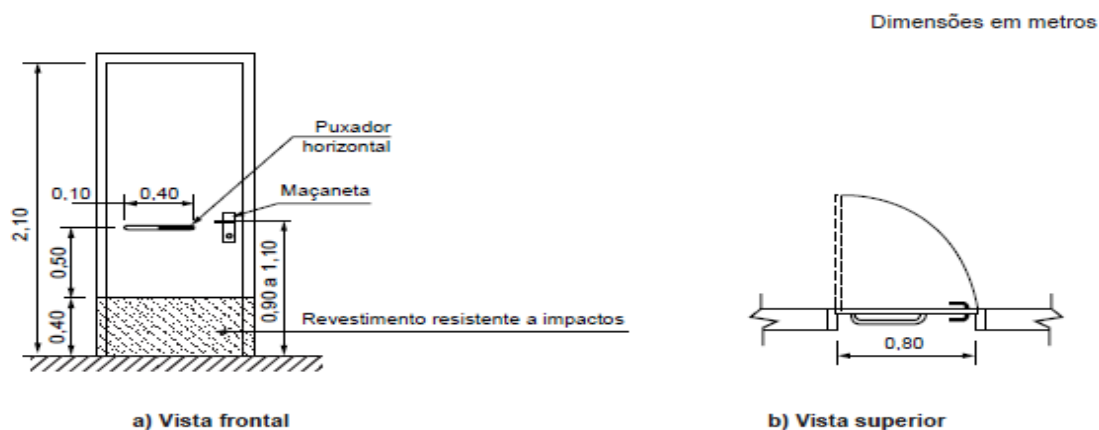 Dimensões em metros
Puxador
horizontal
0,10
0,40
Maçaneta
2,10
0,50
0,90 a 1,10
0,40
Revestimento resistente a impactos
0,80
a) Vista frontal
b) Vista superior